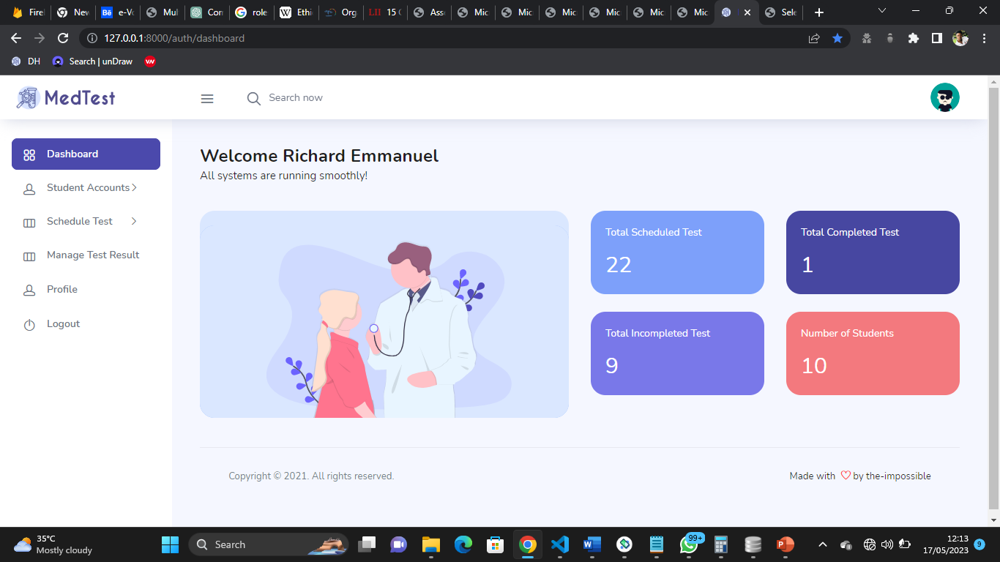 Firel
New
Bē e-Vo
Mul
Con
role
W Ethi
Org
LII 15 C
Ass
Mic
Mic
Mic
Mic
Mic
Mic
Sele
127.0.0.1:8000/auth/dashboard
DH
Search | unDraw
MedTest
Search now
Dashboard
Student Accounts
Schedule Test
Manage Test Result
Profile
Logout
Welcome Richard Emmanuel
All systems are running smoothly!
Total Scheduled Test
22
Total Completed Test
1
Total Incompleted Test
9
Number of Students
10
Copyright © 2021. All rights reserved.
Made with ♡ by the-impossible
35°C
Mostly cloudy
Search
99+
12:13
17/05/2023
9